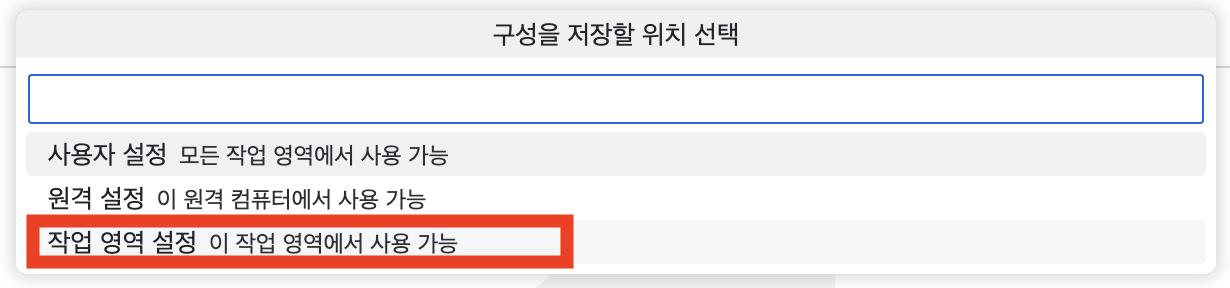 구성을 저장할 위치 선택
사용자 설정 모든 작업 영역에서 사용 가능
원격 설정 이 원격 컴퓨터에서 사용 가능
작업 영역 설정 이 작업 영역에서 사용 가능